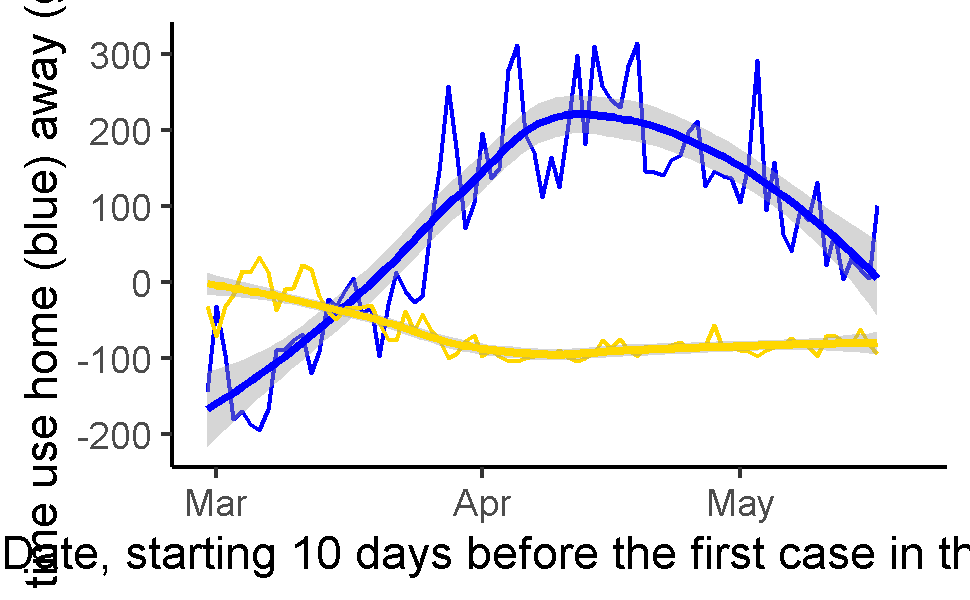 time use home (blue) away (
300
200
100
0
-100
-200
Mar Apr May
Date, starting 10 days before the first case in th